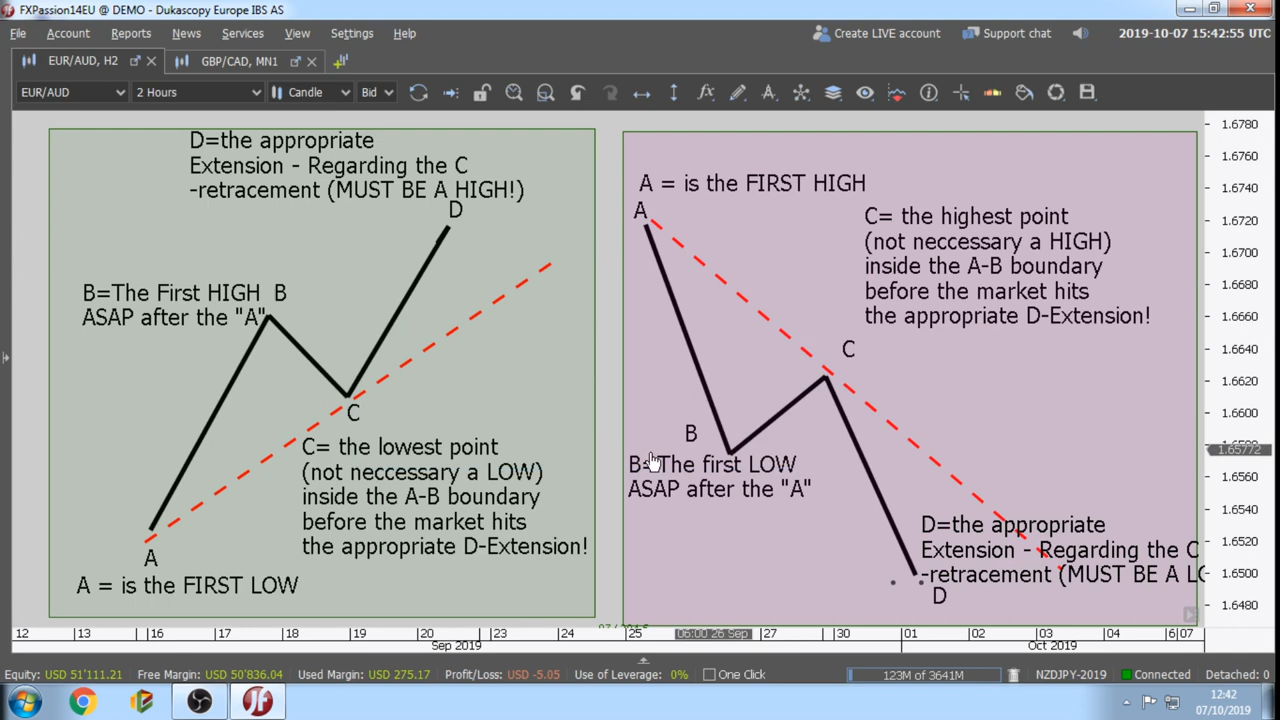 FXPassion14EU @ DEMO - Dukascopy Europe IBS AS
File Account Reports News Services View Settings Help
Create LIVE account Support chat 2019-10-07 15:42:55 UTC
EUR/AUD, H2 GBP/CAD, MN1
EUR/AUD 2 Hours Candle Bid
D=the appropriate
Extension - Regarding the C
-retracement (MUST BE A HIGH!)
D
B=The First HIGH B
ASAP after the "A"
C
C= the lowest point
(not neccessary a LOW)
inside the A-B boundary
before the market hits
the appropriate D-Extension!
A
A = is the FIRST LOW
A = is the FIRST HIGH
A
C= the highest point
(not neccessary a HIGH)
inside the A-B boundary
before the market hits
the appropriate D-Extension!
C
B
B=The first LOW
ASAP after the "A"
D=the appropriate
Extension - Regarding the C
-retracement (MUST BE A LO
D
1.6780
1.6760
1.6740
1.6720
1.6700
1.6680
1.6660
1.6640
1.6620
1.6600
1.65772
1.6560
1.6540
1.6520
1.6500
1.6480
12 13 16 17 18 19 20 24 25 06:00 26 Sep 27 30 01 02 03 04 6 07
Sep 2019 Oct 2019
Equity: USD 51'111.21 Free Margin: USD 50'836.04 Used Margin: USD 275.17 Profit/Loss: USD -5.05 Use of Leverage: 0% One Click 123M of 3641M NZDJPY-2019 Connected Detached: 0
12:42
07/10/2019